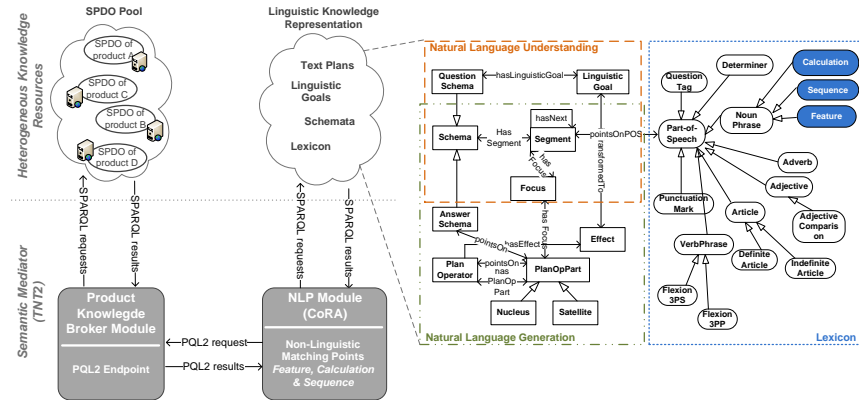 SPDO Pool
SPDO of
product A
SPDO of
product C
SPDO of
product B
SPDO of
product D
Heterogeneous Knowledge
Resources
Semantic Mediator
(TNT2)
SPARQL requests
SPARQL results
Product
Knowlegde
Broker Module
PQL2 Endpoint
PQL2 request
PQL2 results
Linguistic Knowledge
Representation
Text Plans
Linguistic
Goals
Schemata
Lexicon
SPARQL requests
SPARQL results
NLP Module
(CoRA)
Non-Linguistic
Matching Points
Feature, Calculation
& Sequence
Natural Language Understanding
Question
Schema
hasLinguisticGoal
Linguistic
Goal
Schema
Has
Segment
hasNext
Segment
pointsOnPOS
has
Focus
Focus
TransformedTo
has Focus
Answer
Schema
pointsOn
hasEffect
Effect
Plan
Operator
pointsOn
has
PlanOp
Part
PlanOpPart
Nucleus
Satellite
Natural Language Generation
Question
Tag
Determiner
Calculation
Sequence
Feature
Noun
Phrase
Part-of-
Speech
Adverb
Adjective
Adjective
Comparis
on
Punctuation
Mark
Article
VerbPhrase
Definite
Article
Indefinite
Article
Flexion
3PS
Flexion
3PP
Lexicon